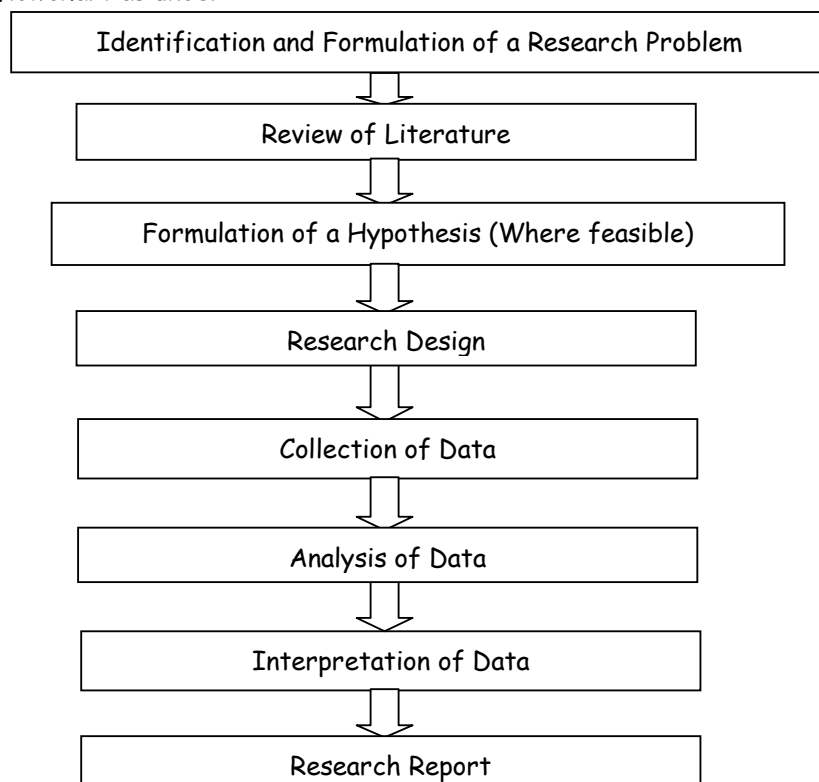 Identification and Formulation of a Research Problem
Review of Literature
Formulation of a Hypothesis (Where feasible)
Research Design
Collection of Data
Analysis of Data
Interpretation of Data
Research Report